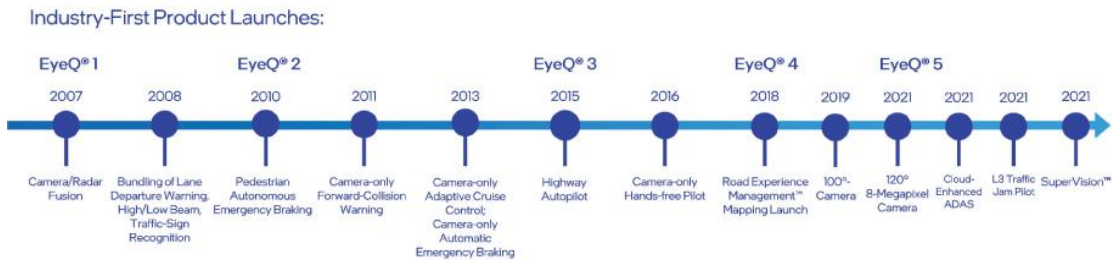 Industry-First Product Launches:
EyeQ® 1 EyeQ® 2 EyeQ® 3 EyeQ® 4 EyeQ® 5
2007 2008 2010 2011 2013 2015 2016 2018 2019 2021 2021 2021 2021
Camera/Radar
Fusion
Bundling of Lane
Departure Warning,
High/Low Beam,
Traffic-Sign
Recognition
Pedestrian
Autonomous
Emergency Braking
Camera-only
Forward-Collision
Warning
Camera-only
Adaptive Cruise
Control;
Camera-only
Automatic
Emergency Braking
Highway
Autopilot
Camera-only
Hands-free Pilot
Road Experience
Management™
Mapping Launch
100°-
Camera
120°
8-Megapixel
Camera
Cloud-
Enhanced
ADAS
L3 Traffic
Jam Pilot
SuperVision™